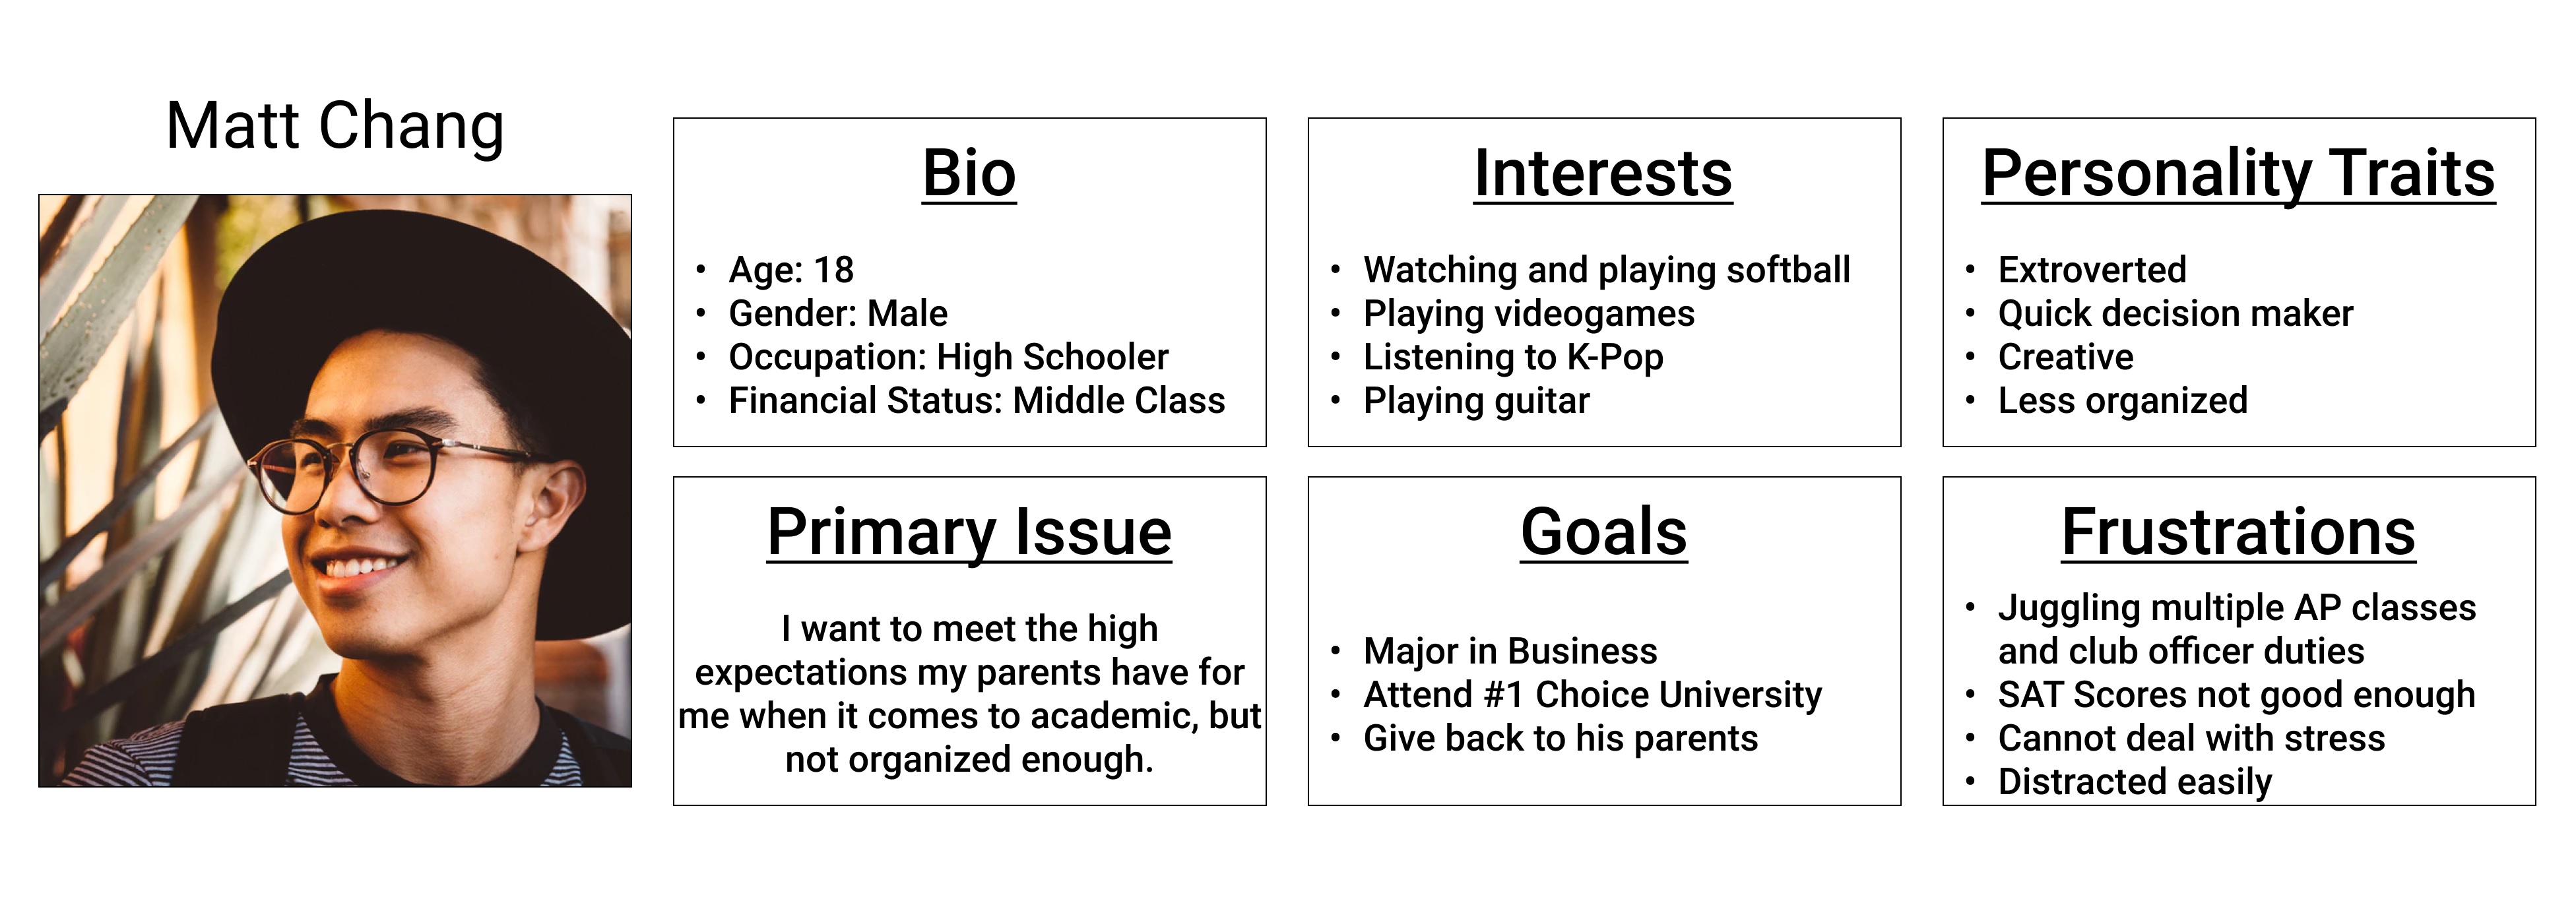 Matt Chang
Bio
• Age: 18
• Gender: Male
• Occupation: High Schooler
• Financial Status: Middle Class
Interests
• Watching and playing softball
• Playing videogames
• Listening to K-Pop
• Playing guitar
Personality Traits
• Extroverted
• Quick decision maker
• Creative
• Less organized
Primary Issue
I want to meet the high
expectations my parents have for
me when it comes to academic, but
not organized enough.
Goals
• Major in Business
• Attend #1 Choice University
• Give back to his parents
Frustrations
• Juggling multiple AP classes
and club officer duties
• SAT Scores not good enough
• Cannot deal with stress
• Distracted easily